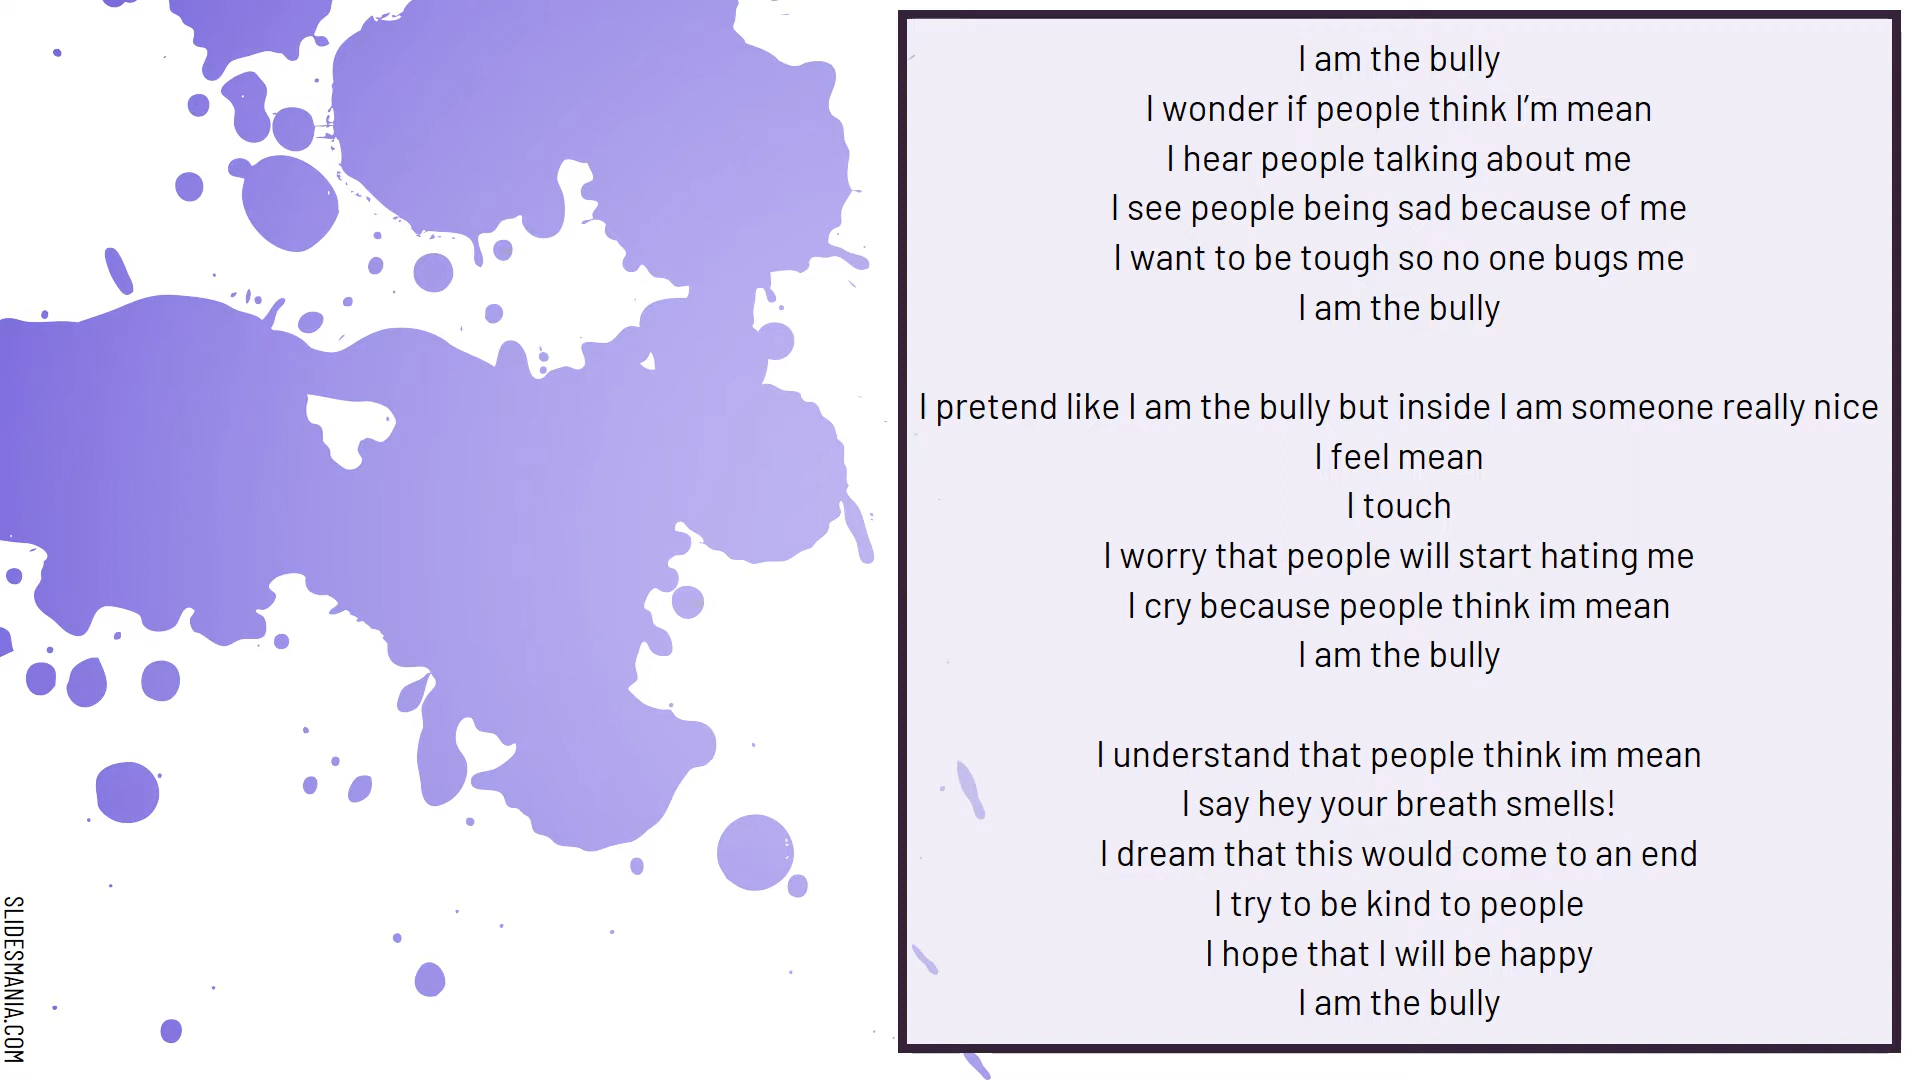 I am the bully
I wonder if people think I’m mean
I hear people talking about me
I see people being sad because of me
I want to be tough so no one bugs me
I am the bully
I pretend like I am the bully but inside I am someone really nice
I feel mean
I touch
I worry that people will start hating me
I cry because people think im mean
I am the bully
I understand that people think im mean
I say hey your breath smells!
I dream that this would come to an end
I try to be kind to people
I hope that I will be happy
I am the bully
SLIDESMANIA.COM